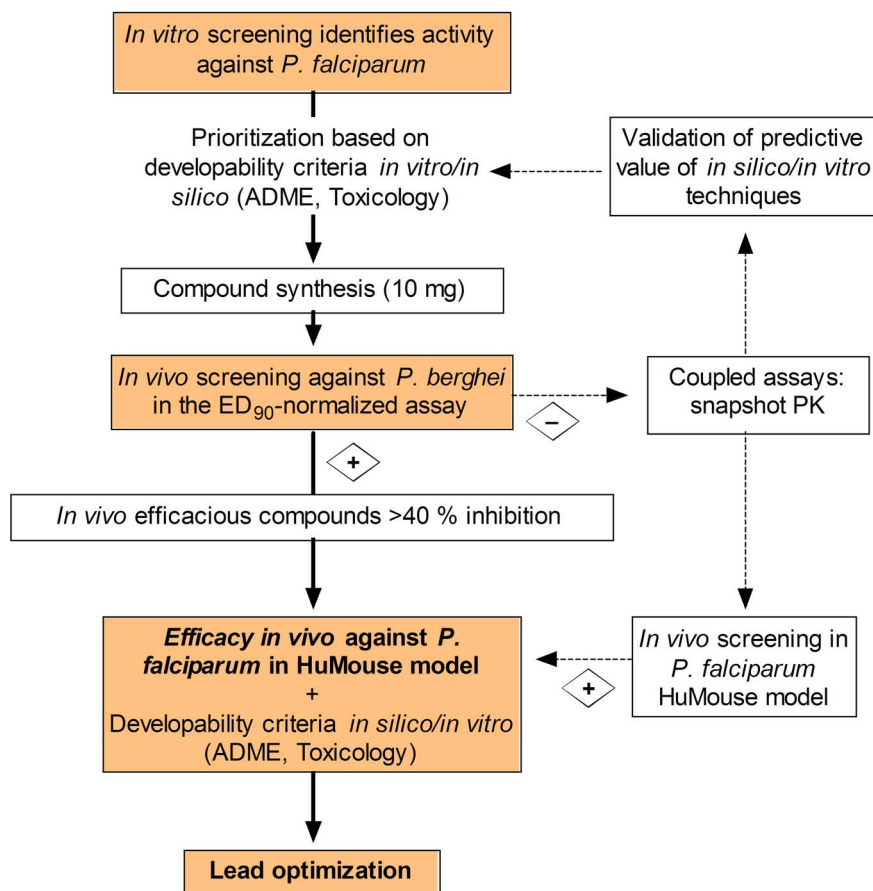 In vitro screening identifies activity
against P. falciparum
Prioritization based on
developability criteria in vitro/in
silico (ADME, Toxicology)
Validation of predictive
value of in silico/in vitro
techniques
Compound synthesis (10 mg)
In vivo screening against P. berghei
in the ED90-normalized assay
–
Coupled assays:
snapshot PK
+
In vivo efficacious compounds >40 % inhibition
Efficacy in vivo against P.
falciparum in HuMouse model
+
Developability criteria in silico/in vitro
(ADME, Toxicology)
+
In vivo screening in
P. falciparum
HuMouse model
Lead optimization